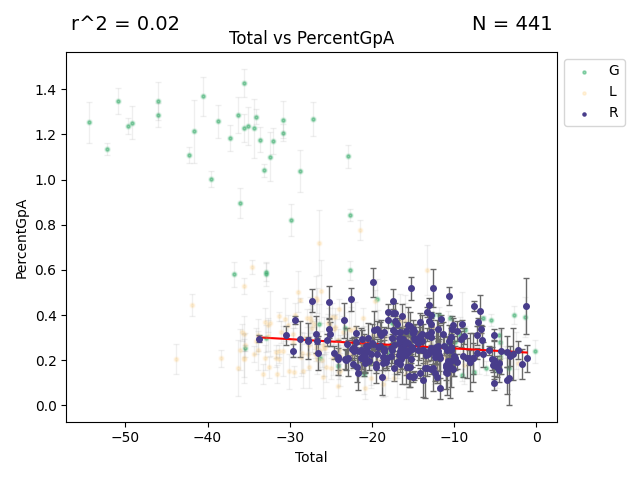 r^2 = 0.02
N = 441
Total vs PercentGpA
G
L
R
PercentGpA
1.4
1.2
1.0
0.8
0.6
0.4
0.2
0.0
−50
−40
−30
−20
−10
0
Total